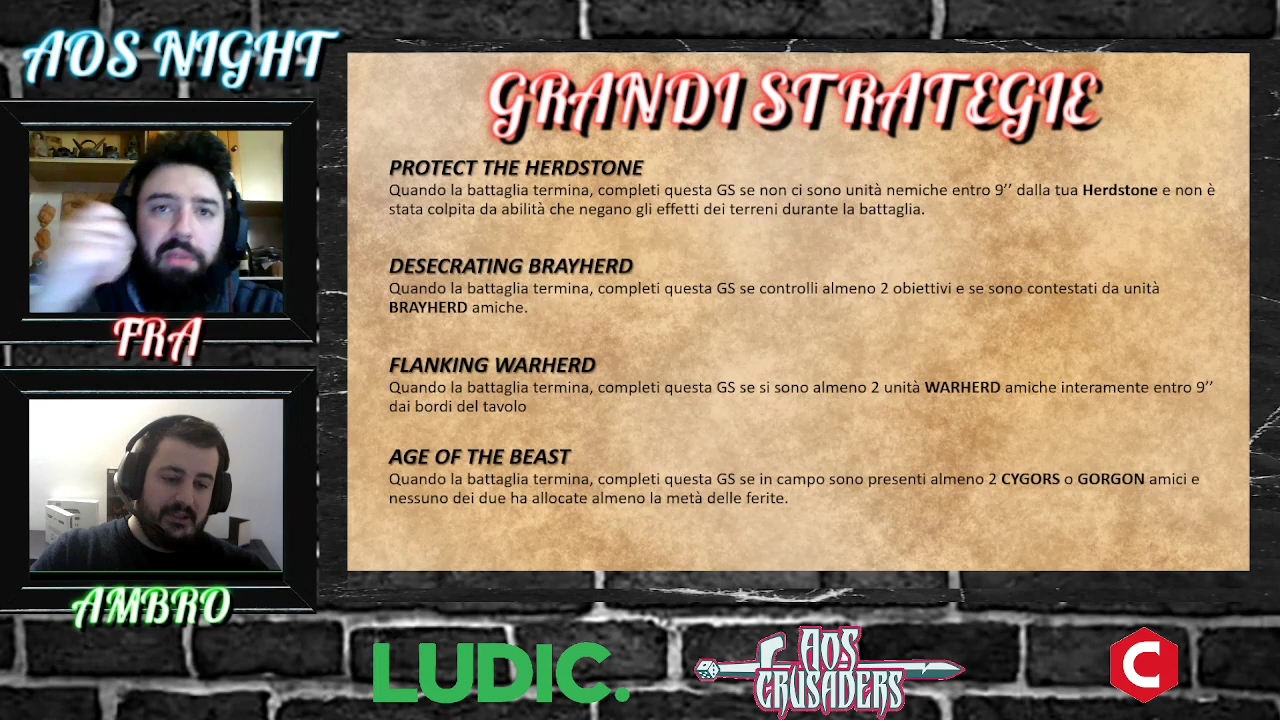 AOS NIGHT
GRANDI STRATEGIE
PROTECT THE HERDSTONE
Quando la battaglia termina, completi questa GS se non ci sono unità nemiche entro 9’’ dalla tua Herdstone e non è
stata colpita da abilità che negano gli effetti dei terreni durante la battaglia.
DESECRATING BRAYHERD
Quando la battaglia termina, completi questa GS se controlli almeno 2 obiettivi e se sono contestati da unità
BRAYHERD amiche.
FLANKING WARHERD
Quando la battaglia termina, completi questa GS se si sono almeno 2 unità WARHERD amiche interamente entro 9’’
dai bordi del tavolo
AGE OF THE BEAST
Quando la battaglia termina, completi questa GS se in campo sono presenti almeno 2 CYGORS o GORGON amici e
nessuno dei due ha allocate almeno la metà delle ferite.
FRA
AMBRO
LUDIC.
AOS
CRUSADERS
C